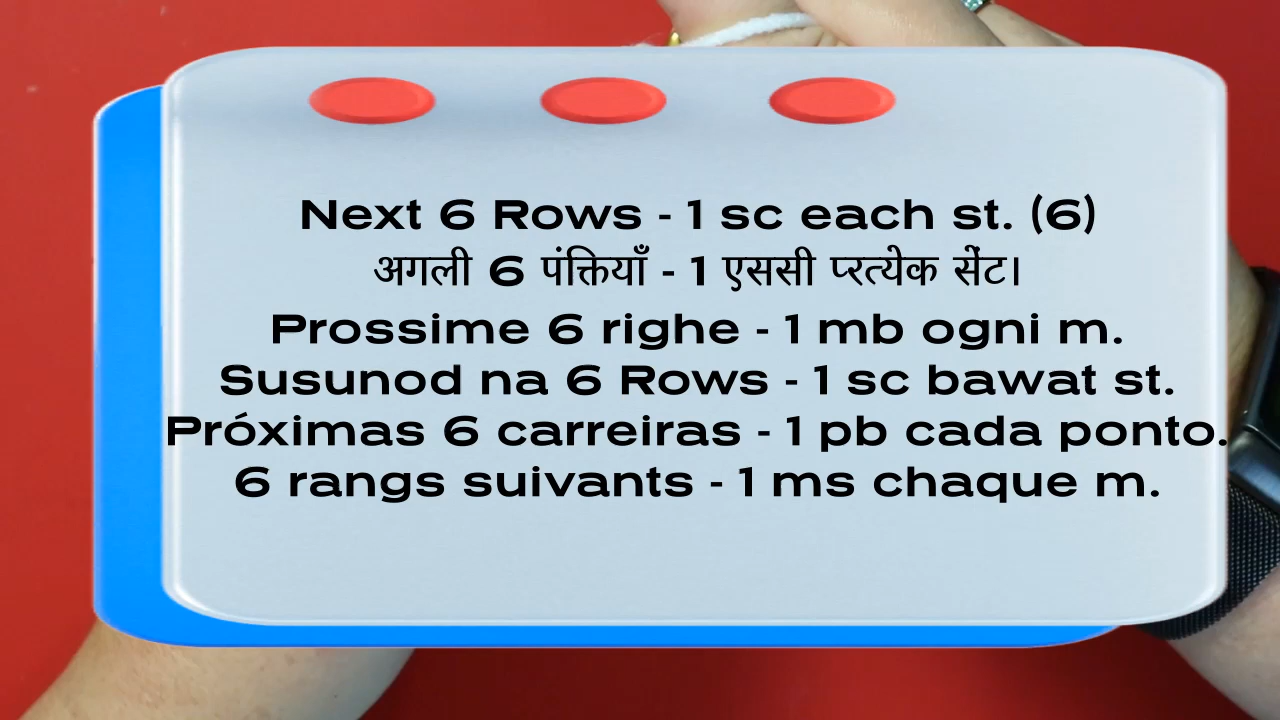 Next 6 Rows - 1 sc each st. (6)
अगली 6 पंक्तियाँ - 1 एससी प्रत्येक सेंट।
Prossime 6 righe - 1 mb ogni m.
Susunod na 6 Rows - 1 sc bawat st.
Próximas 6 carreiras - 1 pb cada ponto.
6 rangs suivants - 1 ms chaque m.